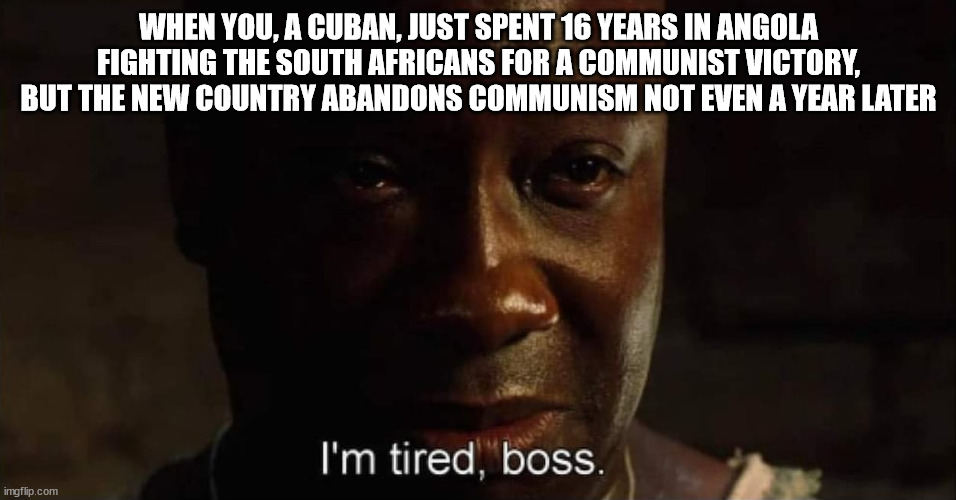 WHEN YOU, A CUBAN, JUST SPENT 16 YEARS IN ANGOLA
FIGHTING THE SOUTH AFRICANS FOR A COMMUNIST VICTORY,
BUT THE NEW COUNTRY ABANDONS COMMUNISM NOT EVEN A YEAR LATER
I'm tired, boss.
imgflip.com